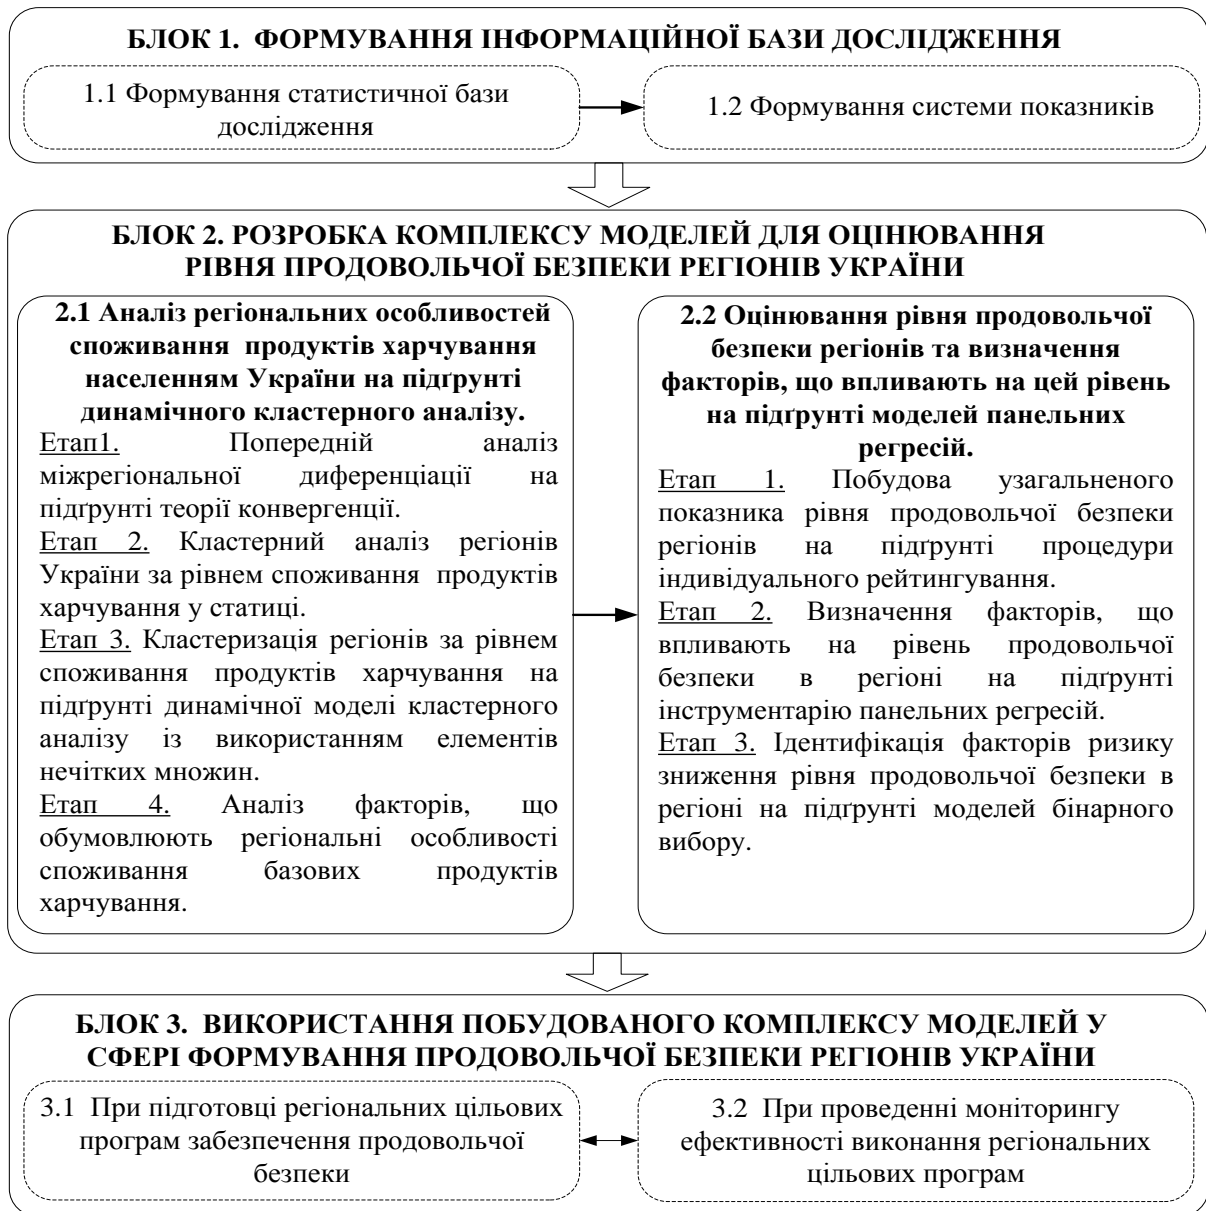 БЛОК 1. ФОРМУВАННЯ ІНФОРМАЦІЙНОЇ БАЗИ ДОСЛІДЖЕННЯ
1.1 Формування статистичної бази
дослідження
1.2 Формування системи показників
БЛОК 2. РОЗРОБКА КОМПЛЕКСУ МОДЕЛЕЙ ДЛЯ ОЦІНЮВАННЯ
РІВНЯ ПРОДОВОЛЬЧОЇ БЕЗПЕКИ РЕГІОНІВ УКРАЇНИ
2.1 Аналіз регіональних особливостей
споживання продуктів харчування
населенням України на підґрунті
динамічного кластерного аналізу.
Етап1. Попередній аналіз
міжрегіональної диференціації на
підґрунті теорії конвергенції.
Етап 2. Кластерний аналіз регіонів
України за рівнем споживання продуктів
харчування у статиці.
Етап 3. Кластеризація регіонів за рівнем
споживання продуктів харчування на
підґрунті динамічної моделі кластерного
аналізу із використанням елементів
нечітких множин.
Етап 4. Аналіз факторів, що
обумовлюють регіональні особливості
споживання базових продуктів
харчування.
2.2 Оцінювання рівня продовольчої
безпеки регіонів та визначення
факторів, що впливають на цей рівень
на підґрунті моделей панельних
регресій.
Етап 1. Побудова узагальненого
показника рівня продовольчої безпеки
регіонів на підґрунті процедури
індивідуального рейтингування.
Етап 2. Визначення факторів, що
впливають на рівень продовольчої
безпеки в регіоні на підґрунті
інструментарію панельних регресій.
Етап 3. Ідентифікація факторів ризику
зниження рівня продовольчої безпеки в
регіоні на підґрунті моделей бінарного
вибору.
БЛОК 3. ВИКОРИСТАННЯ ПОБУДОВАНОГО КОМПЛЕКСУ МОДЕЛЕЙ У
СФЕРІ ФОРМУВАННЯ ПРОДОВОЛЬЧОЇ БЕЗПЕКИ РЕГІОНІВ УКРАЇНИ
3.1 При підготовці регіональних цільових
програм забезпечення продовольчої
безпеки
3.2 При проведенні моніторингу
ефективності виконання регіональних
цільових програм